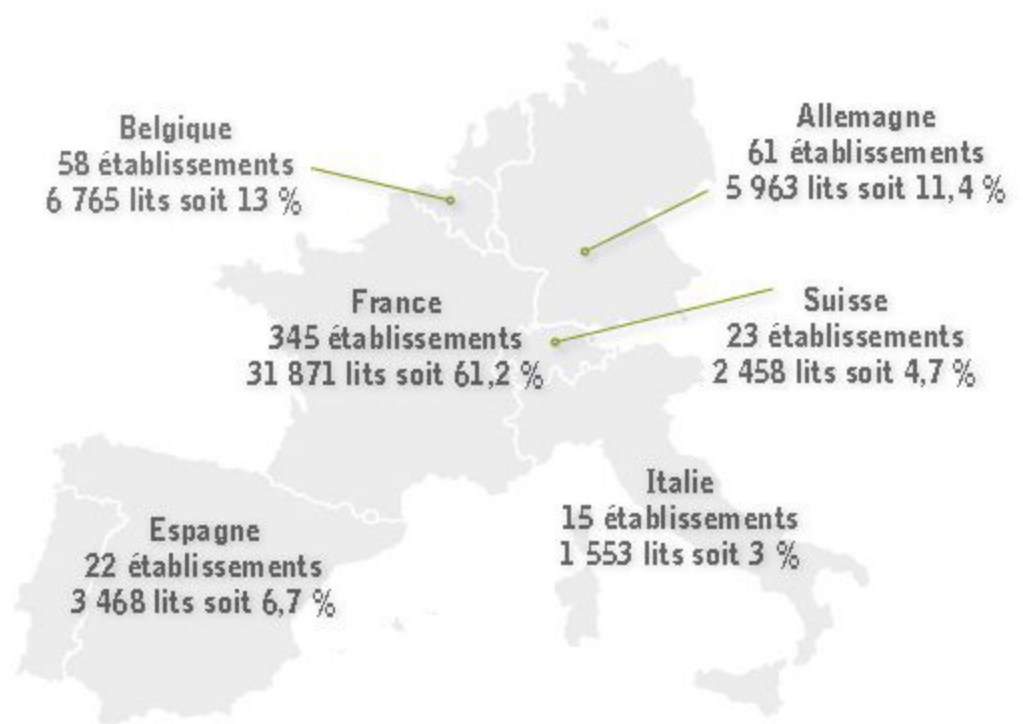 Belgique
58 établissements
6 765 lits soit 13 %
Allemagne
61 établissements
5 963 lits soit 11,4 %
France
345 établissements
31 871 lits soit 61,2 %
Suisse
23 établissements
2 458 lits soit 4,7 %
Italie
15 établissements
1 553 lits soit 3 %
Espagne
22 établissements
3 468 lits soit 6,7 %